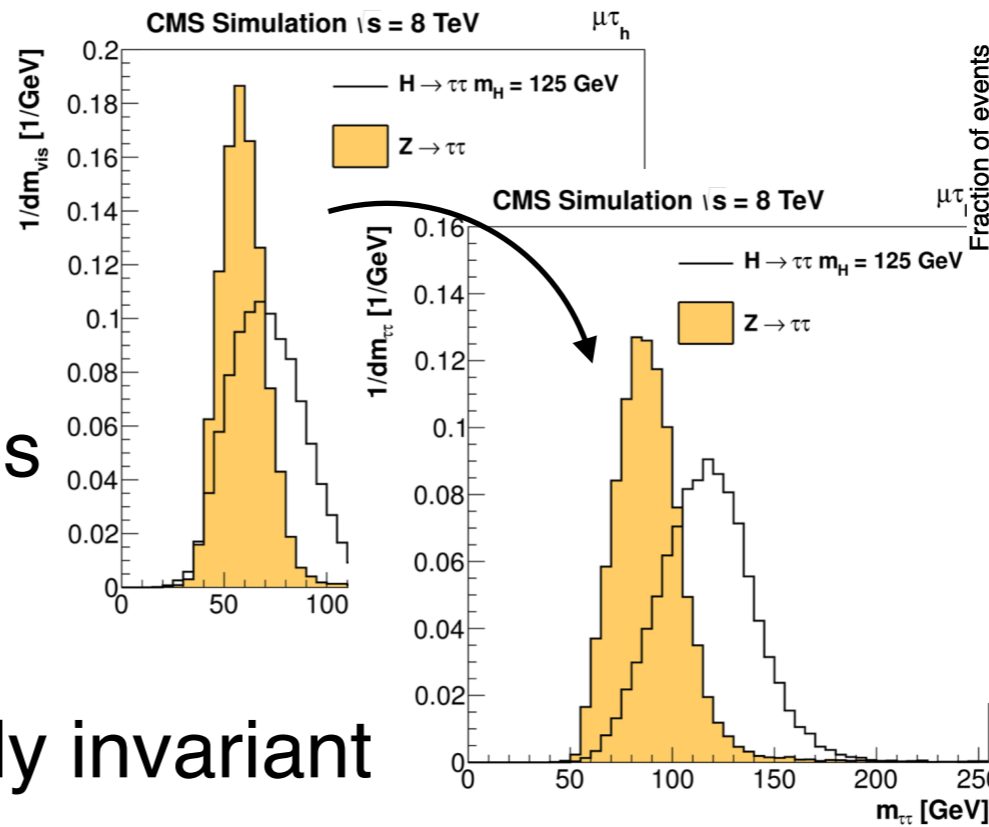 CMS Simulation √s = 8 TeV
μτh
1/dmvis [1/GeV]
0.2
0.18
0.16
0.14
0.12
0.1
0.08
0.06
0.04
0.02
0
0
50
100
H → ττ mH = 125 GeV
Z → ττ
CMS Simulation √s = 8 TeV
μτ
1/dmττ [1/GeV]
0.16
0.14
0.12
0.1
0.08
0.06
0.04
0.02
0
50
100
150
200
H → ττ mH = 125 GeV
Z → ττ
mττ [GeV]
Fraction of events
s
ly invariant